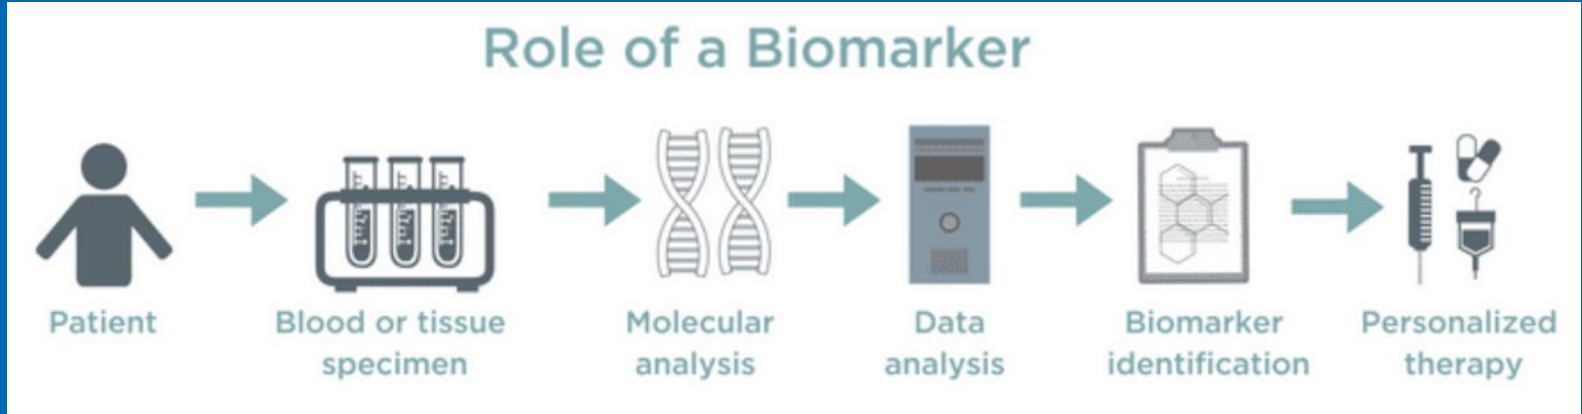 Role of a Biomarker
Patient
Blood or tissue
specimen
Molecular
analysis
Data
analysis
Biomarker
identification
Personalized
therapy